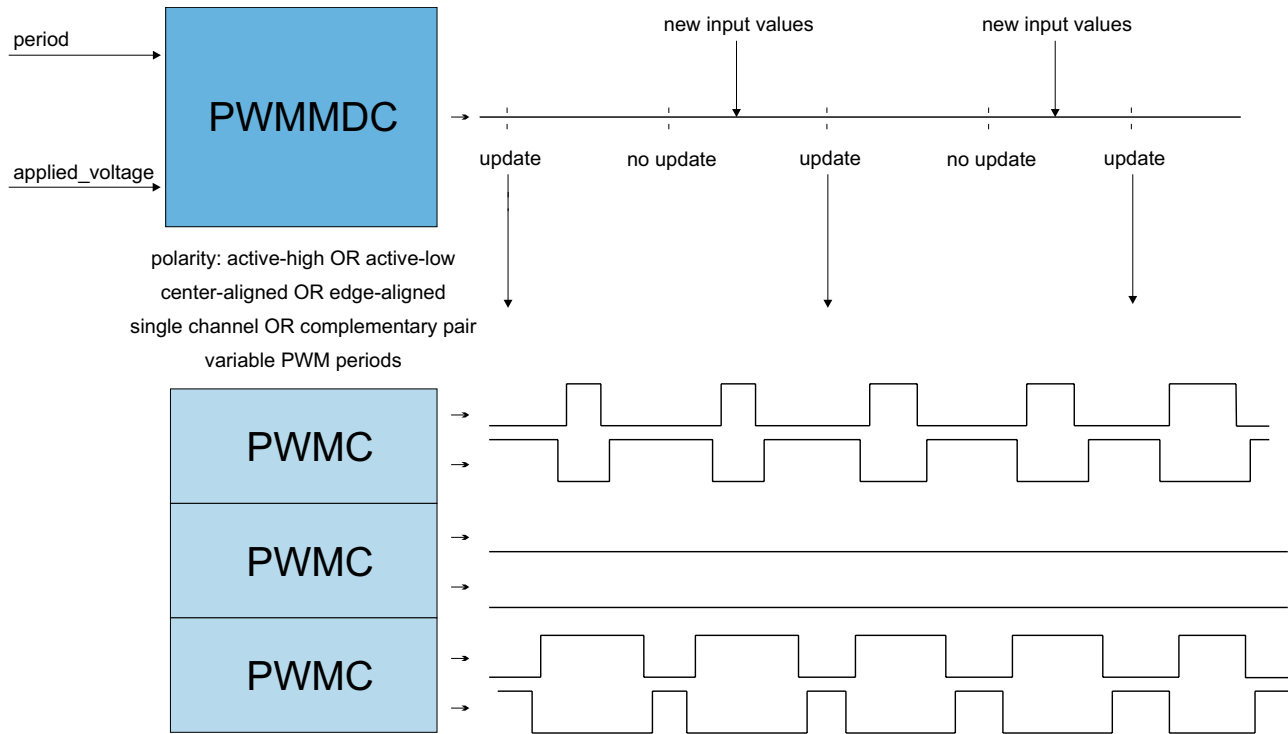 period
new input values
new input values
PWMMDC
update
no update
update
no update
update
applied_voltage
polarity: active-high OR active-low
center-aligned OR edge-aligned
single channel OR complementary pair
variable PWM periods
PWMC
PWMC
PWMC